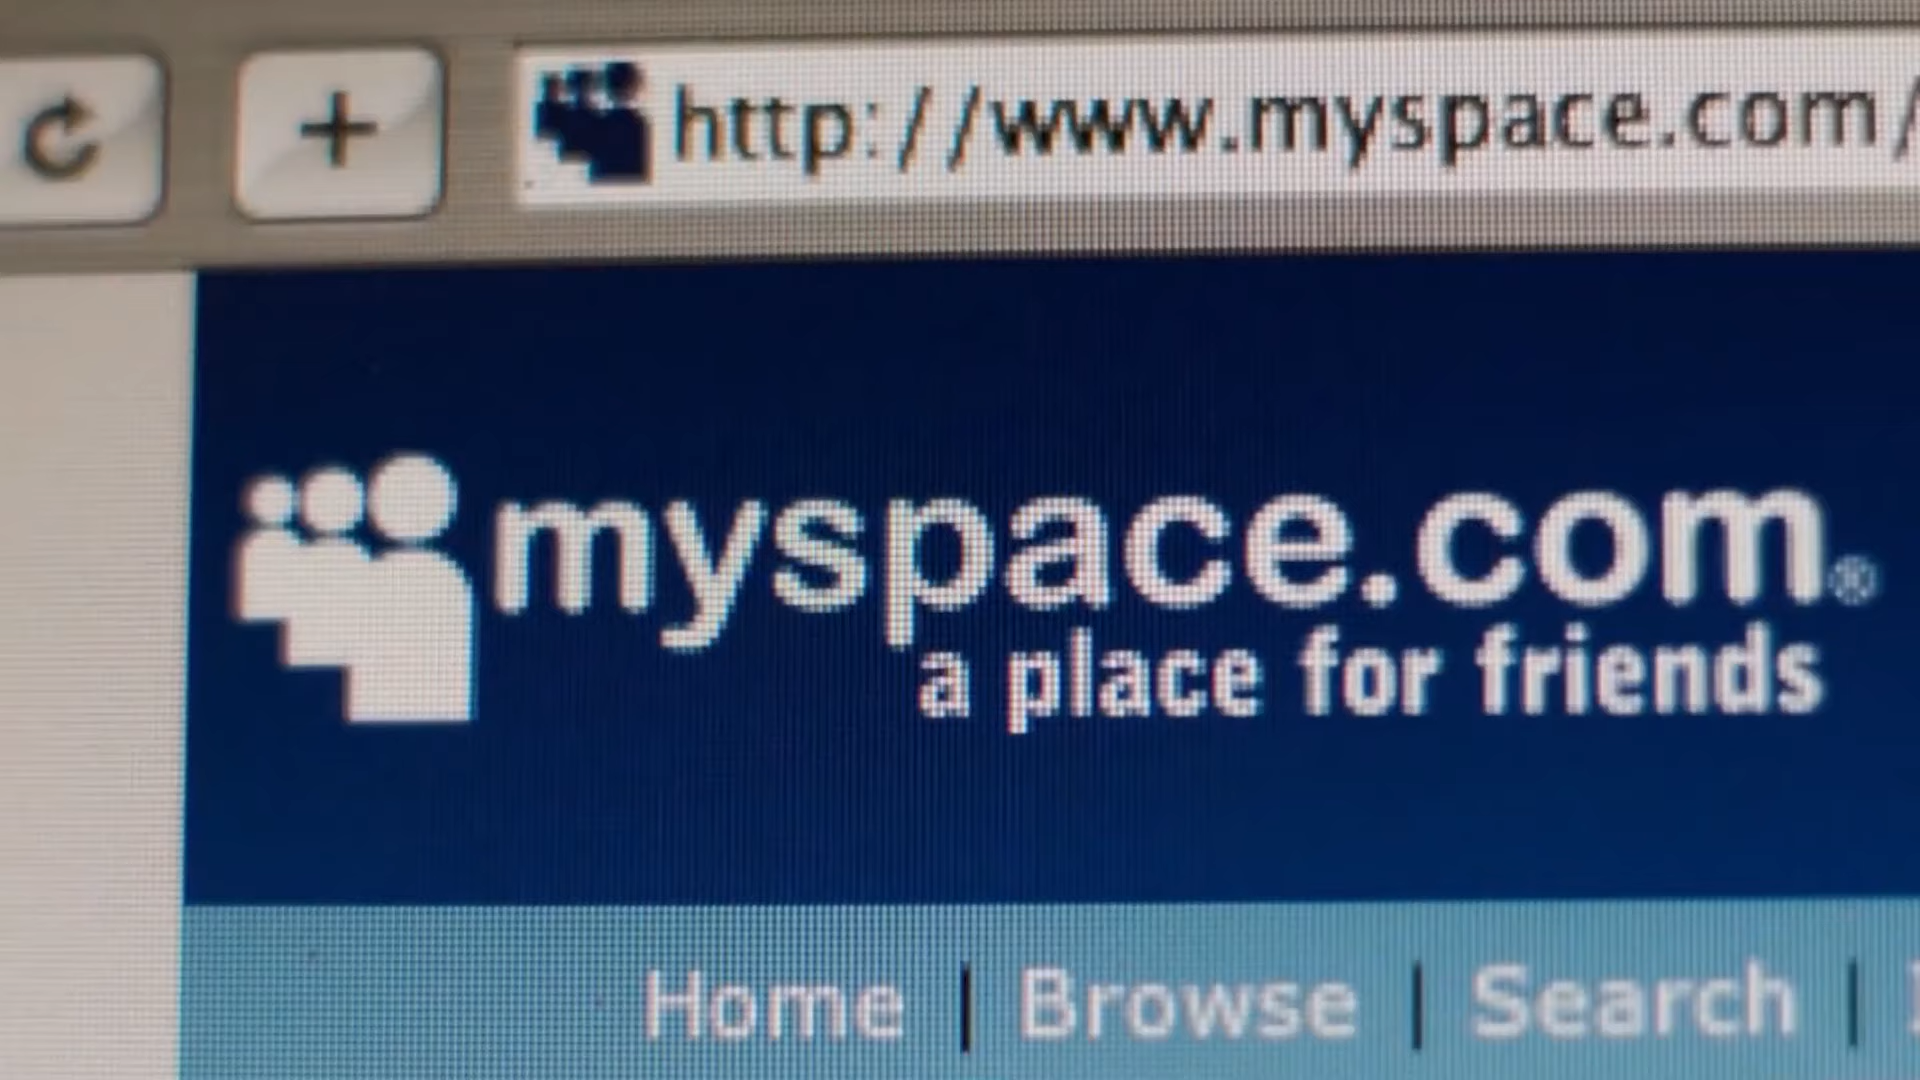 http://www.myspace.com/
myspace.com®
a place for friends
Home | Browse | Search |